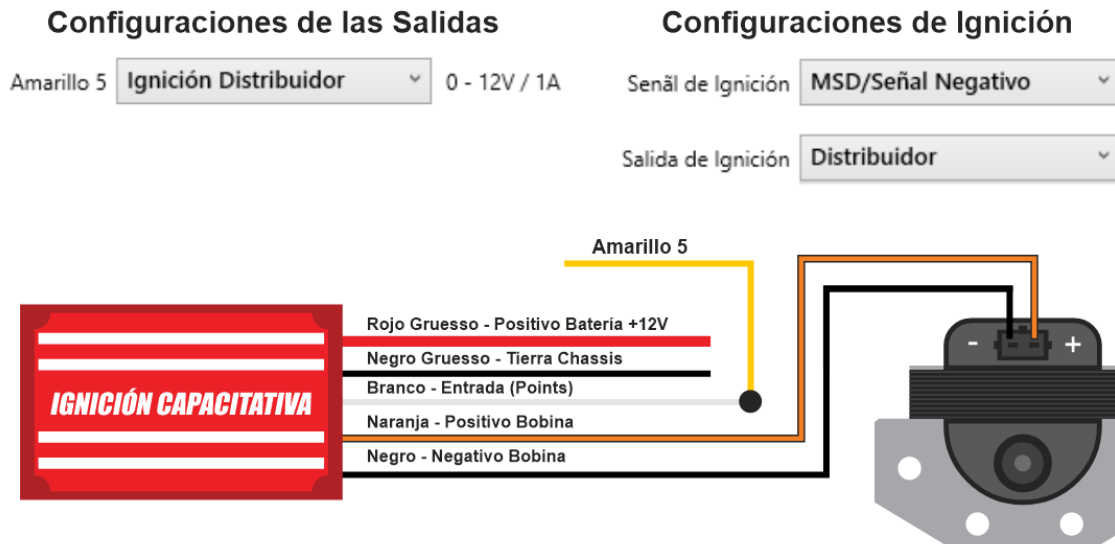 Configuraciones de las Salidas
Configuraciones de Ignición
Amarillo 5 Ignición Distribuidor 0 - 12V / 1A
Senãl de Ignición MSD/Señal Negativo
Salida de Ignición Distribuidor
Amarillo 5
Rojo Gruesso - Positivo Batería +12V
Negro Gruesso - Tierra Chassis
Branco - Entrada (Points)
IGNICIÓN CAPACITATIVA
Naranja - Positivo Bobina
Negro - Negativo Bobina
- +